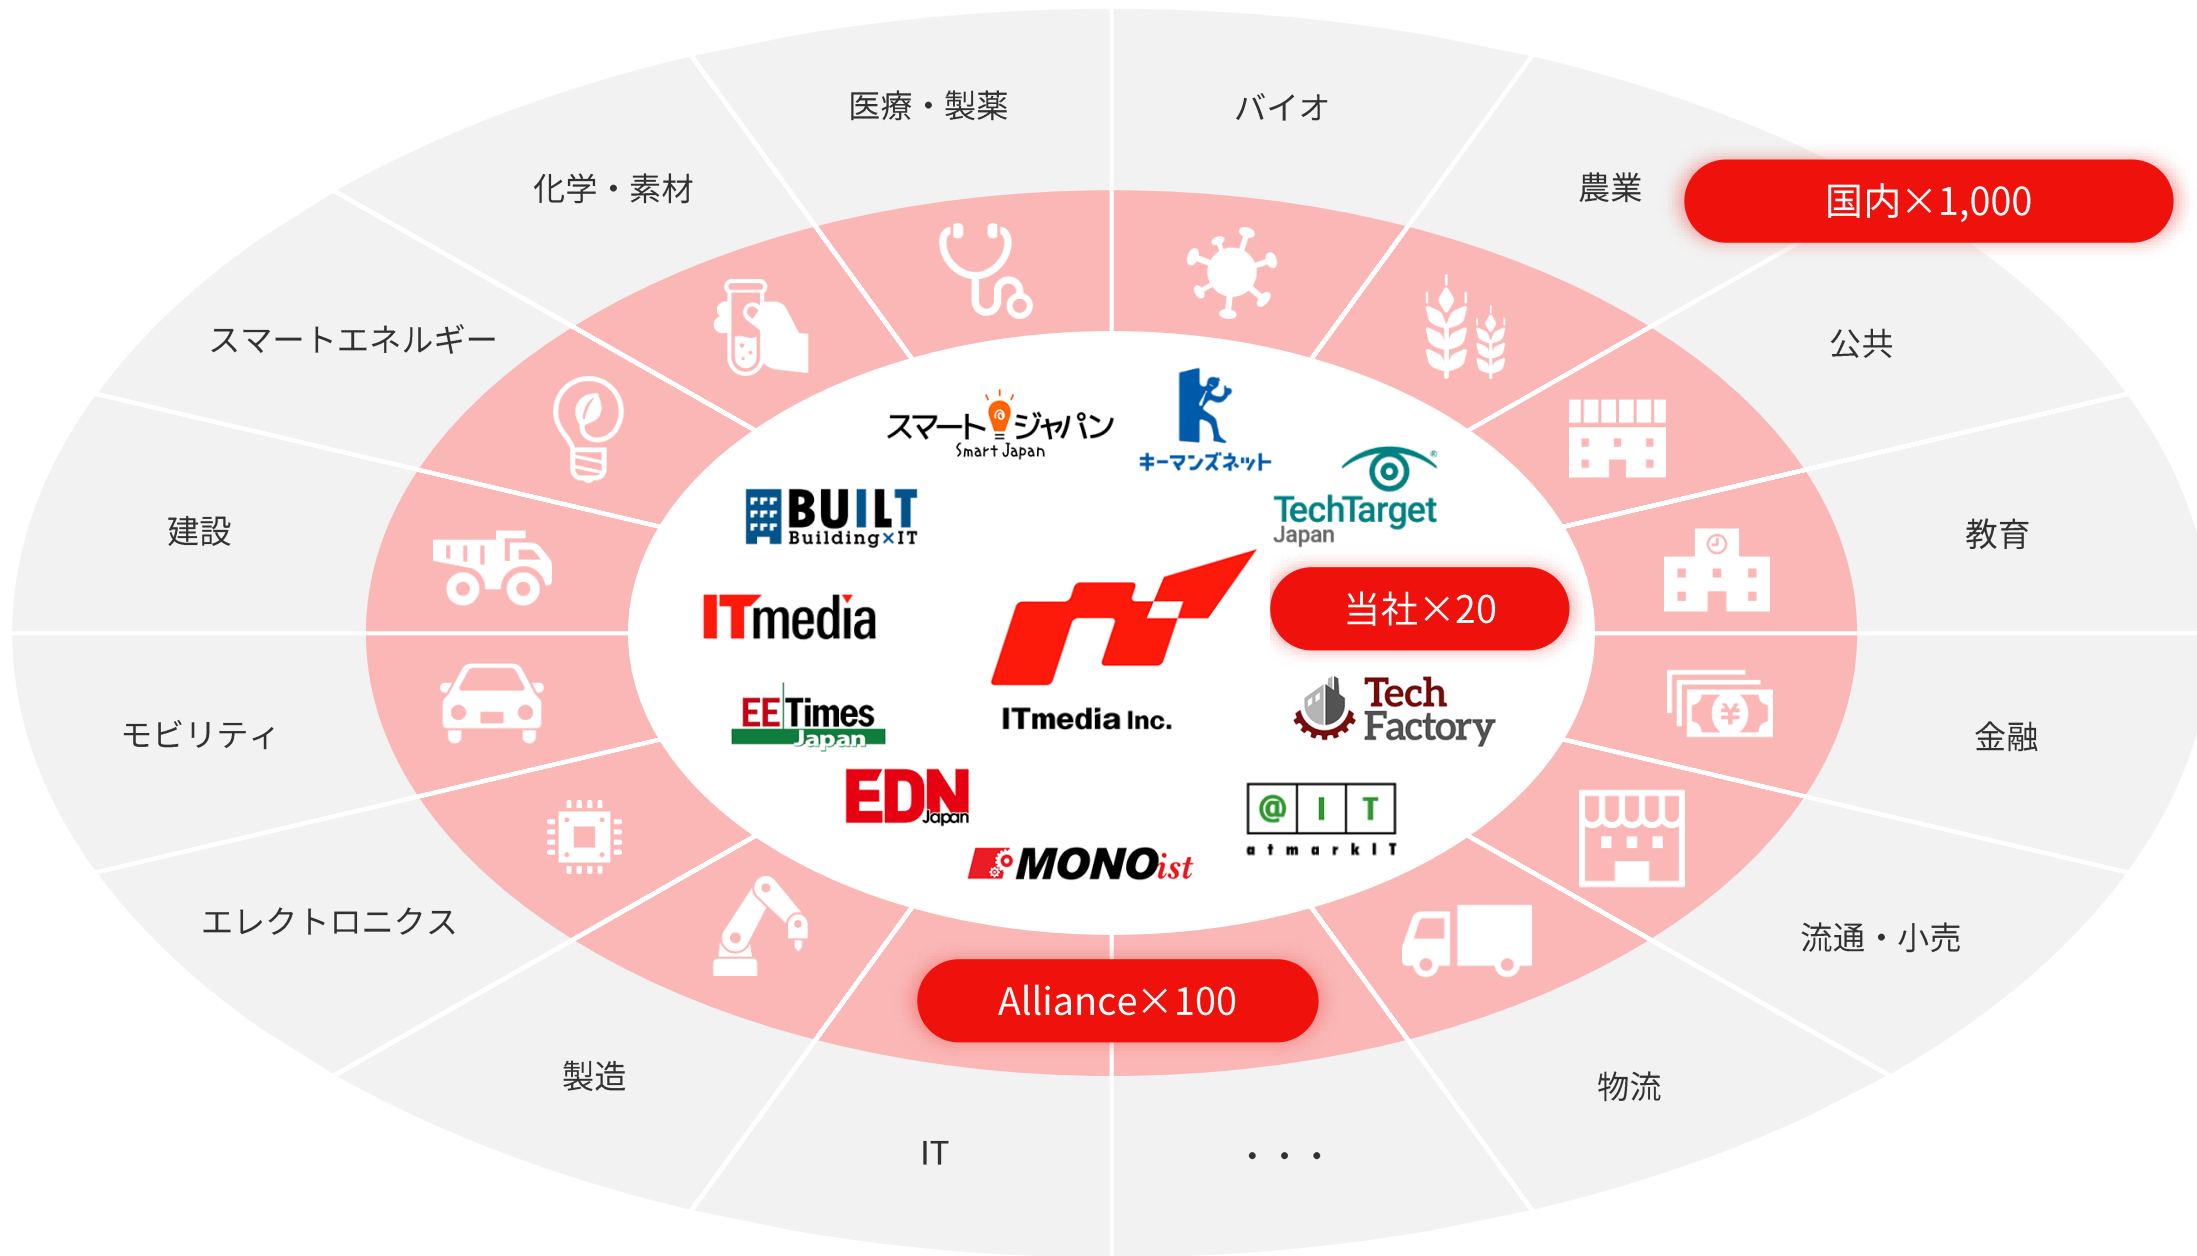 医療・製薬
バイオ
化学・素材
農業
国内×1,000
スマートエネルギー
公共
建設
教育
モビリティ
金融
エレクトロニクス
流通・小売
製造
物流
IT
・・・
スマートジャパン
Smart Japan
キーマンズネット
TechTarget®
Japan
BUILT
Building×IT
ITmedia
当社×20
ITmedia Inc.
EETimes
Japan
Tech
Factory
EDN
Japan
@IT
atmarkIT
MONOist
Alliance×100
¥